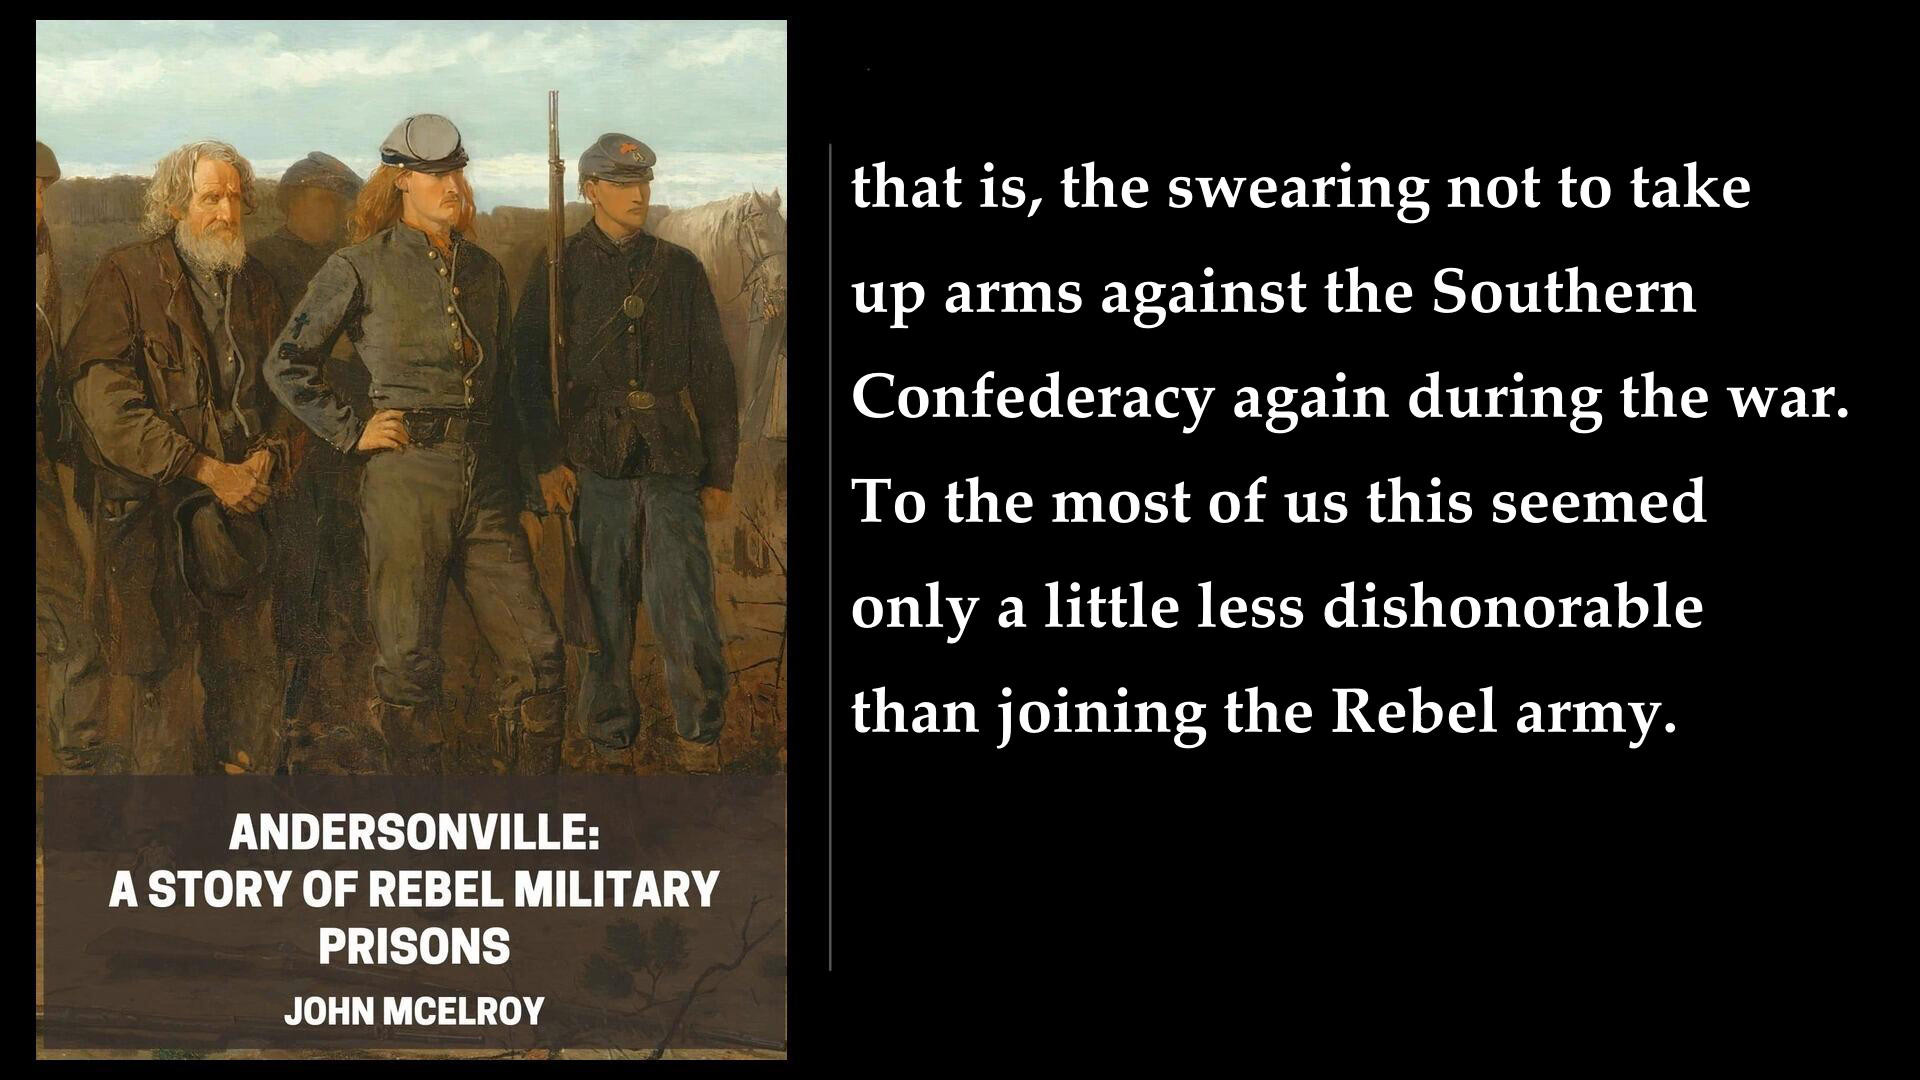 that is, the swearing not to take
up arms against the Southern
Confederacy again during the war.
To the most of us this seemed
only a little less dishonorable
than joining the Rebel army.
ANDERSONVILLE:
A STORY OF REBEL MILITARY
PRISONS
JOHN MCELROY